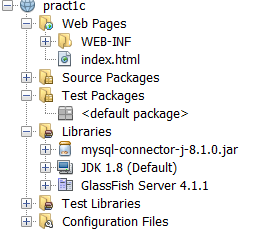 pract1c
Web Pages
WEB-INF
index.html
Source Packages
Test Packages
<default package>
Libraries
mysql-connector-j-8.1.0.jar
JDK 1.8 (Default)
GlassFish Server 4.1.1
Test Libraries
Configuration Files